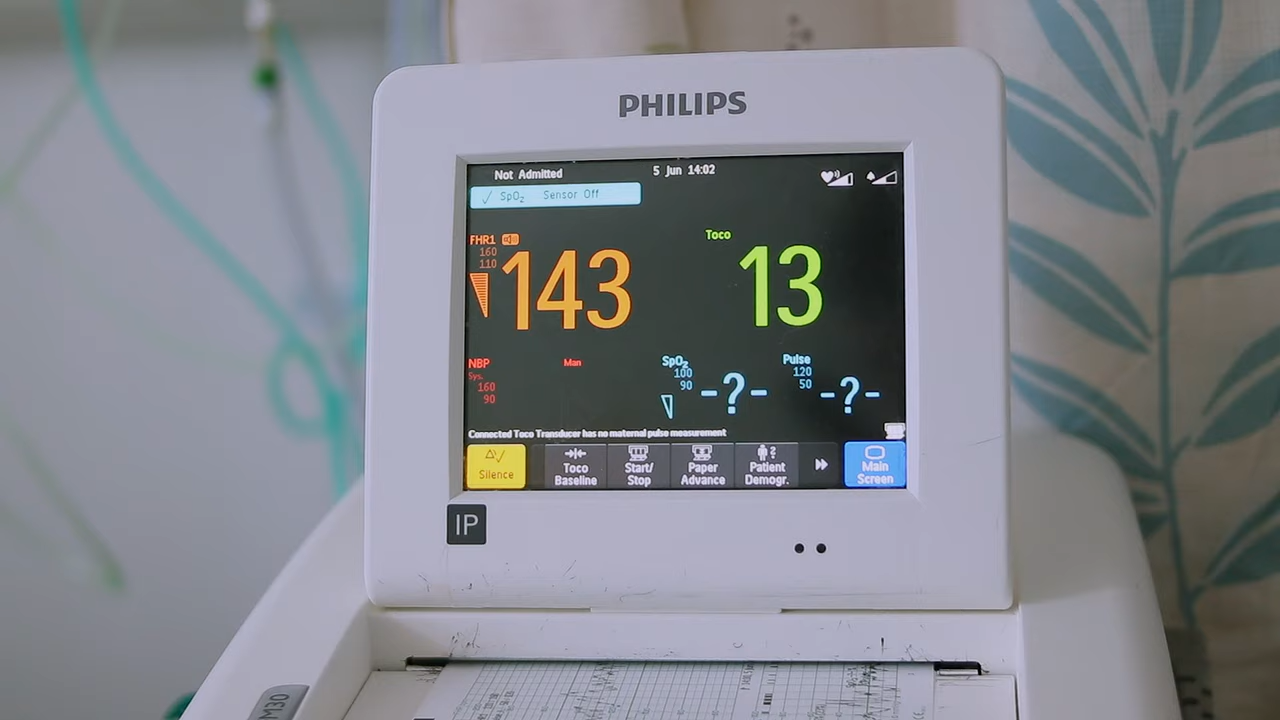 PHILIPS
Not Admitted
5 Jun 14:02
✓ SpO₂ Sensor Off
FHR1
160
110
143
Toco
13
NBP
Sys.
160
90
Man
SpO₂
100
90
-?-
Pulse
120
50
-?-
Connected Toco Transducer has no maternal pulse measurement
Silence
Toco
Baseline
Start/
Stop
Paper
Advance
Patient
Demogr.
Main
Screen
IP
M30